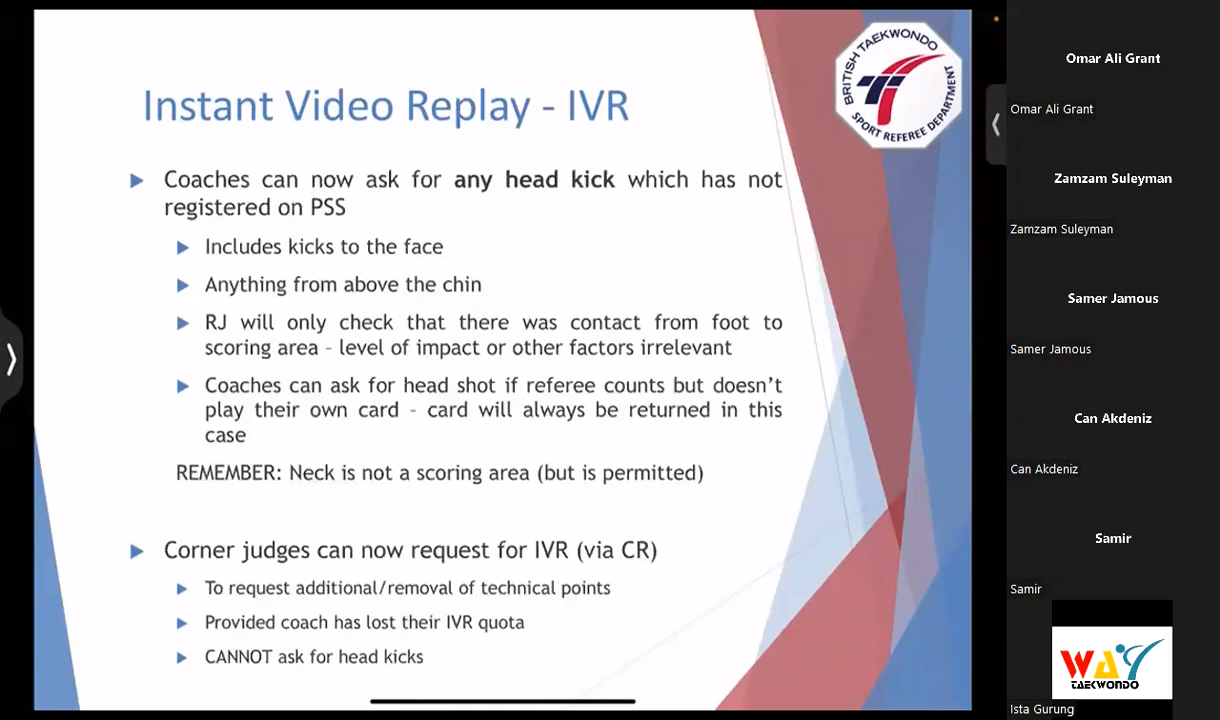 Instant Video Replay - IVR
Coaches can now ask for any head kick which has not
registered on PSS
Includes kicks to the face
Anything from above the chin
RJ will only check that there was contact from foot to
scoring area – level of impact or other factors irrelevant
Coaches can ask for head shot if referee counts but doesn't
play their own card – card will always be returned in this
case
REMEMBER: Neck is not a scoring area (but is permitted)
Corner judges can now request for IVR (via CR)
To request additional/removal of technical points
Provided coach has lost their IVR quota
CANNOT ask for head kicks
BRITISH TAEKWONDO
SPORT REFEREE DEPARTMENT
Omar Ali Grant
Omar Ali Grant
Zamzam Suleyman
Zamzam Suleyman
Samer Jamous
Samer Jamous
Can Akdeniz
Can Akdeniz
Samir
Samir
WAY
TAEKWONDO
Ista Gurung